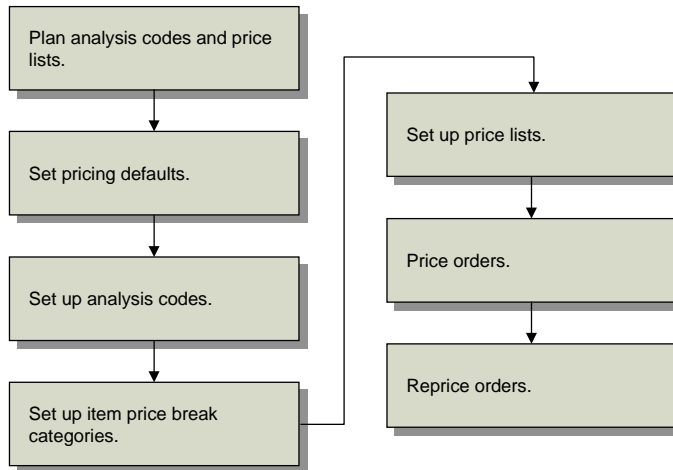 Plan analysis codes and price
lists.
Set pricing defaults.
Set up analysis codes.
Set up item price break
categories.
Set up price lists.
Price orders.
Reprice orders.